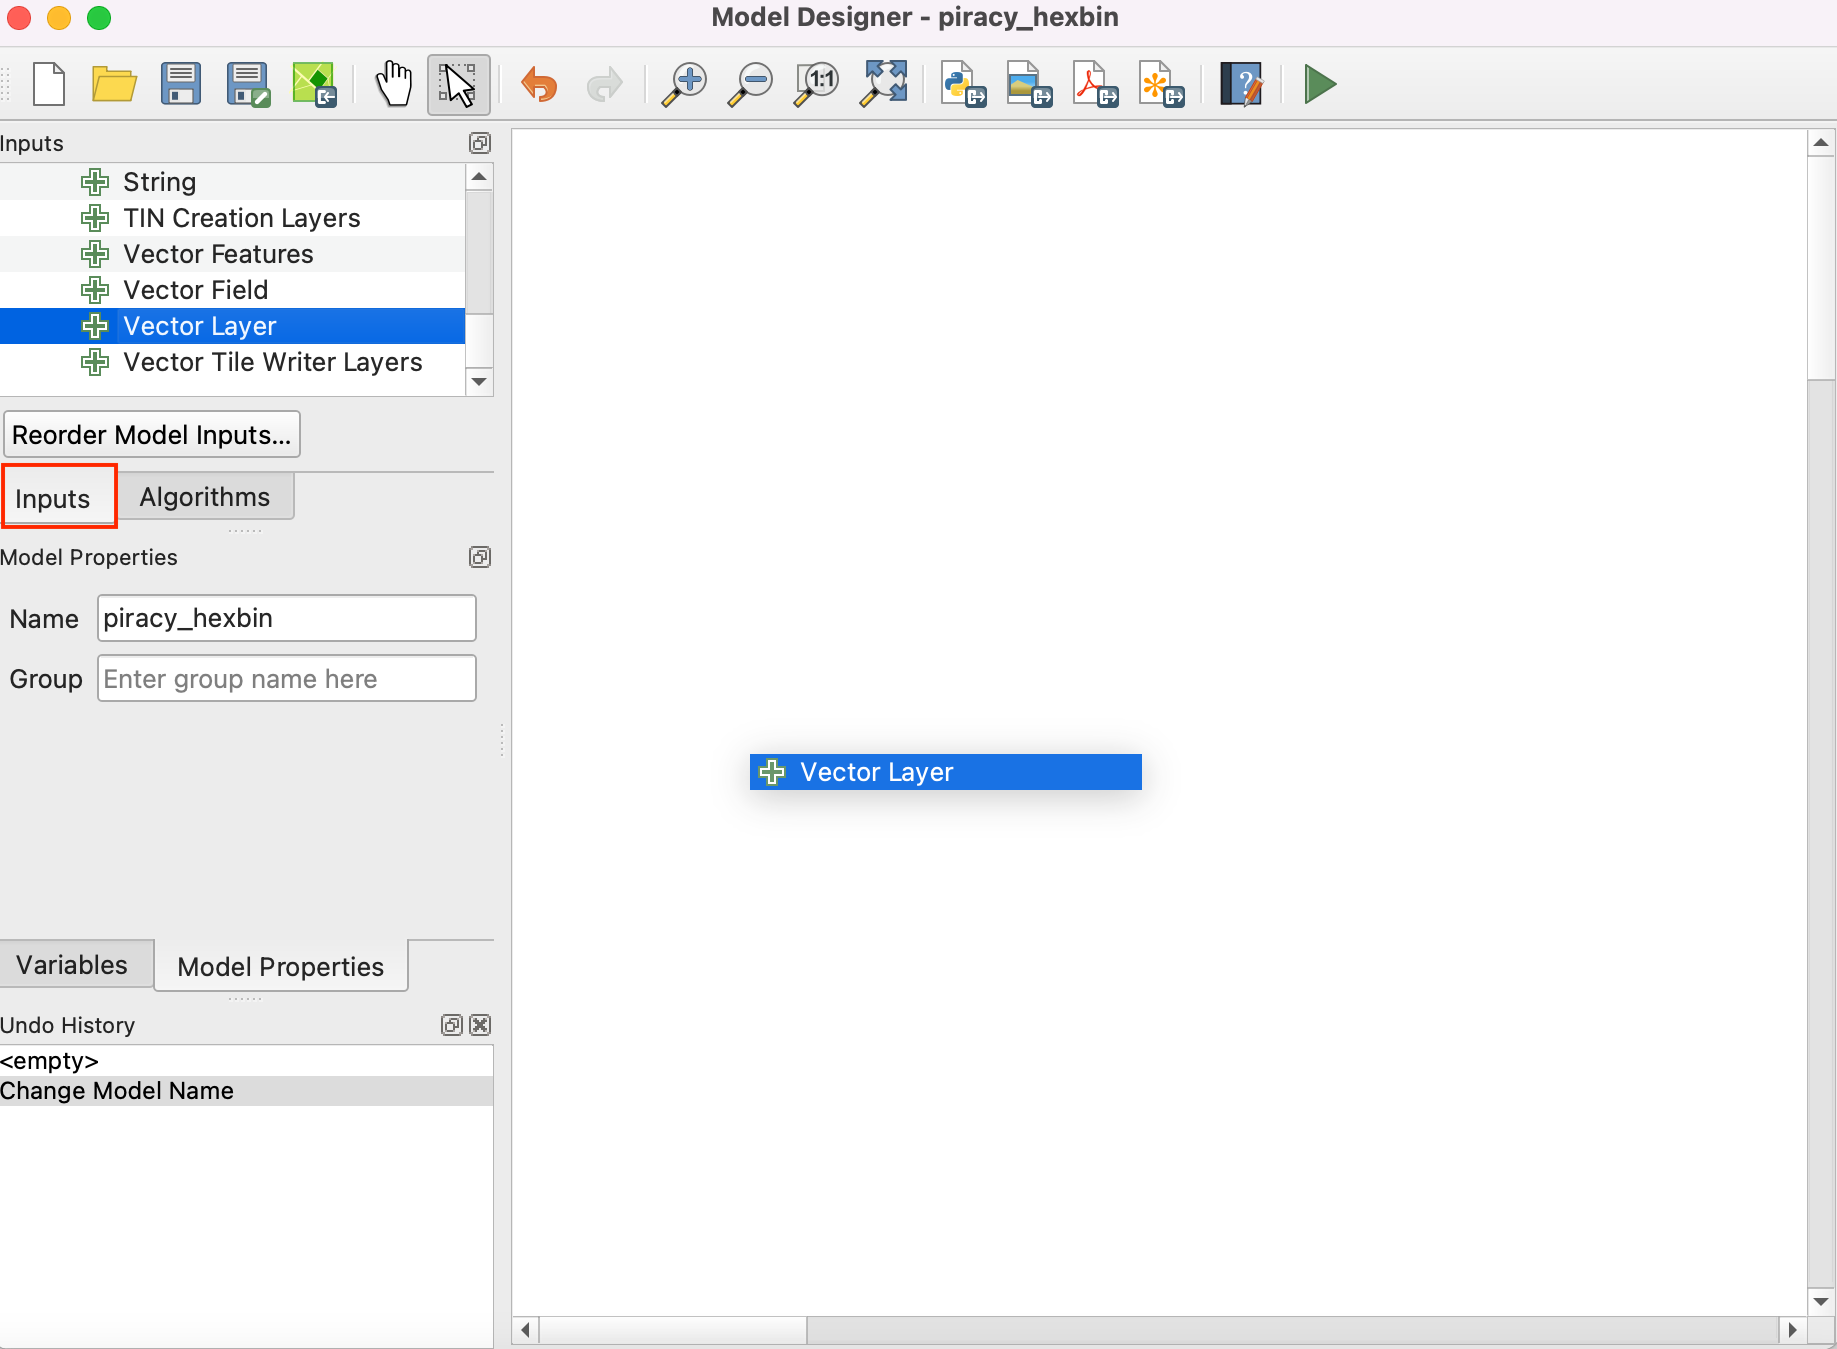 Model Designer - piracy_hexbin
1:1
?
Inputs
String
TIN Creation Layers
Vector Features
Vector Field
Vector Layer
Vector Tile Writer Layers
Reorder Model Inputs...
Inputs Algorithms
Model Properties
Name piracy_hexbin
Group Enter group name here
Vector Layer
Variables Model Properties
Undo History
<empty>
Change Model Name